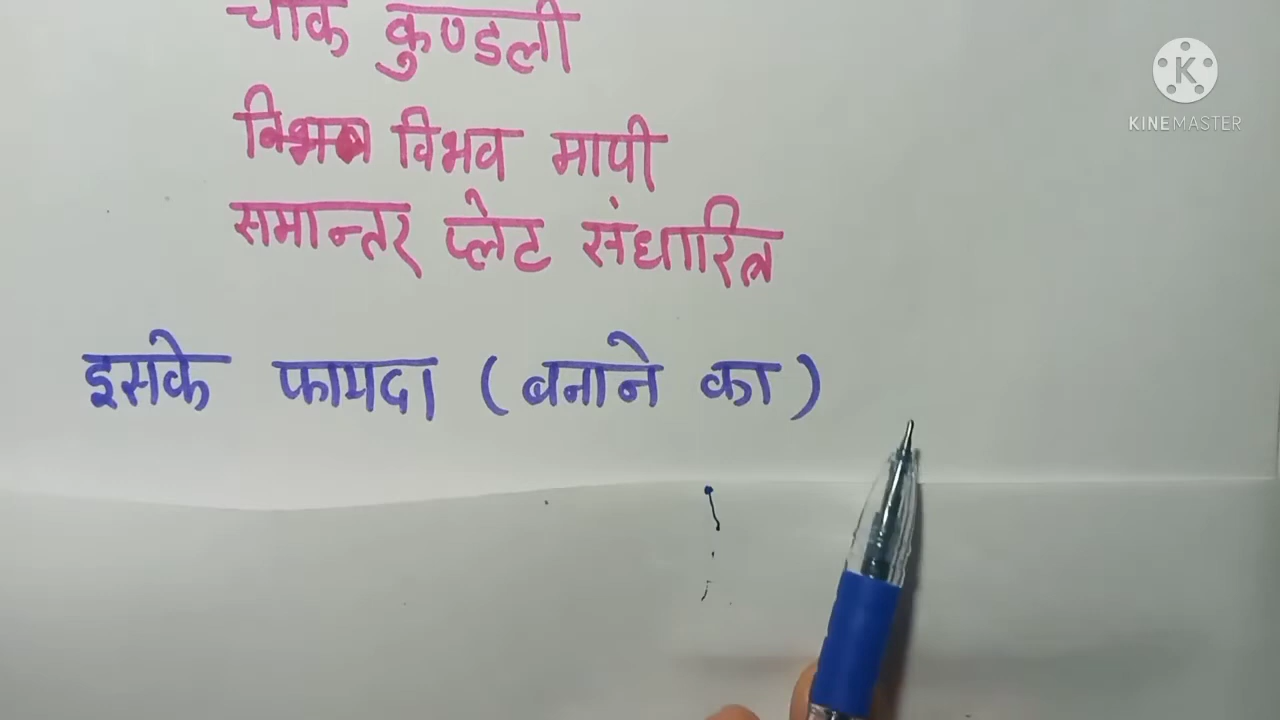 चोक कुण्डली
विभव मापी
समान्तर प्लेट संधारित्र
इसके फायदा (बनाने का)
K
KINEMASTER